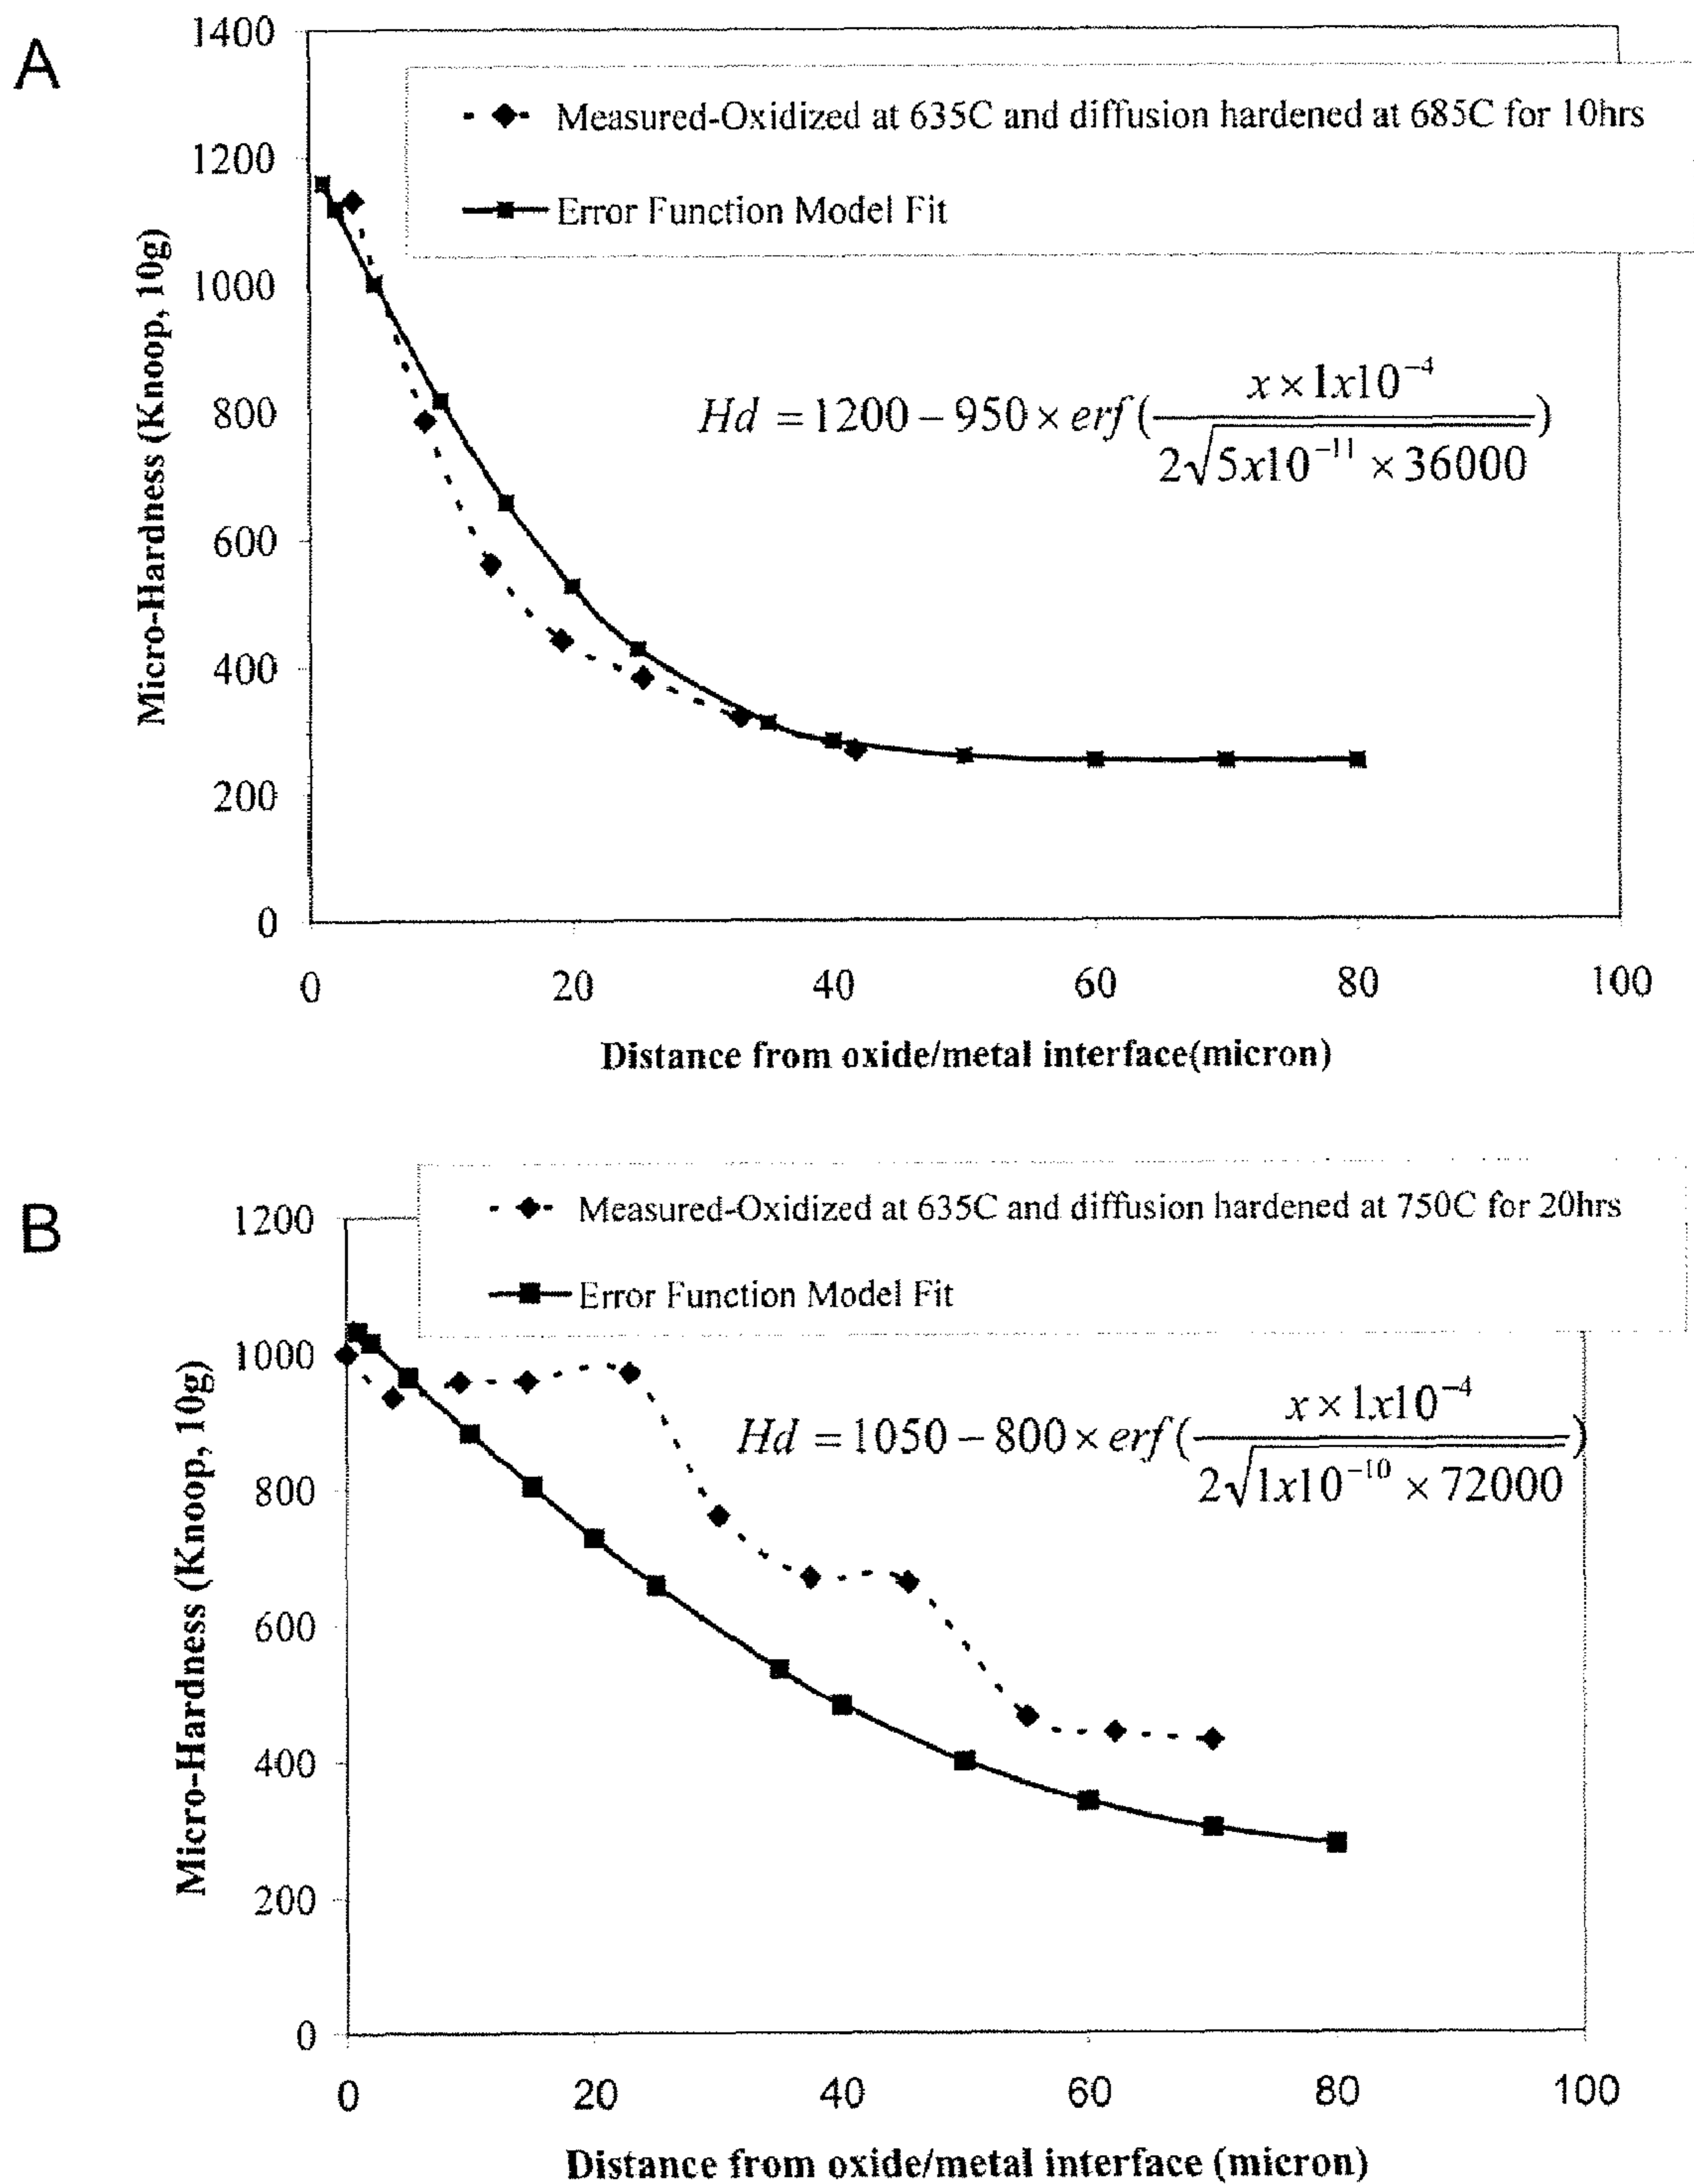 A
1400
1200
1000
800
600
400
200
0
Micro-Hardness (Knoop, 10g)
Measured-Oxidized at 635C and diffusion hardened at 685C for 10hrs
Error Function Model Fit
Hd = 1200 – 950 × erf ( x × 1x10⁻⁴ / 2√5x10⁻¹¹ × 36000 )
0 20 40 60 80 100
Distance from oxide/metal interface(micron)
B
1200
1000
800
600
400
200
0
Micro-Hardness (Knoop, 10g)
Measured-Oxidized at 635C and diffusion hardened at 750C for 20hrs
Error Function Model Fit
Hd = 1050 – 800 × erf ( x × 1x10⁻⁴ / 2√1x10⁻¹⁰ × 72000 )
0 20 40 60 80 100
Distance from oxide/metal interface (micron)